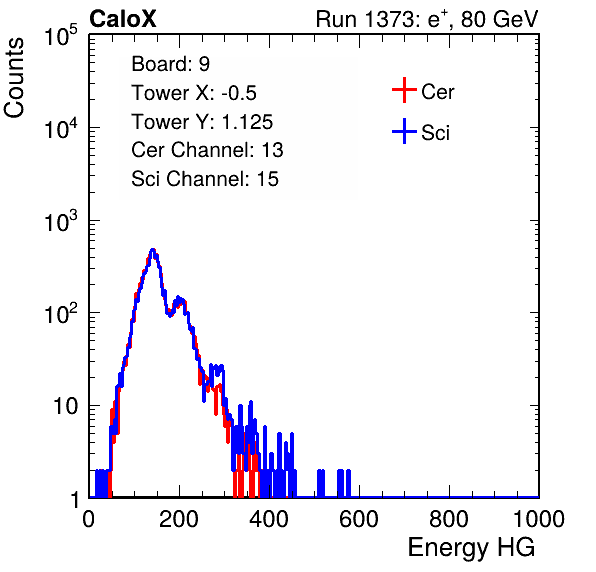 CaloX Run 1373: e⁺, 80 GeV
Counts
Board: 9
Tower X: -0.5
Tower Y: 1.125
Cer Channel: 13
Sci Channel: 15
Cer
Sci
10⁵
10⁴
10³
10²
10
1
0 200 400 600 800 1000
Energy HG